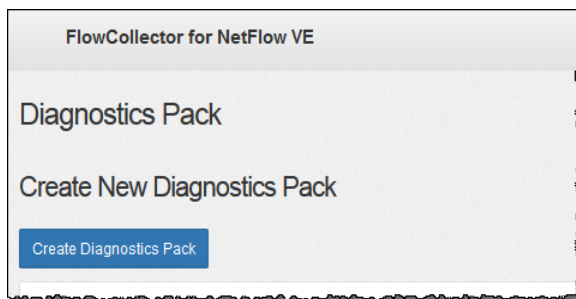 FlowCollector for NetFlow VE
Diagnostics Pack
Create New Diagnostics Pack
Create Diagnostics Pack